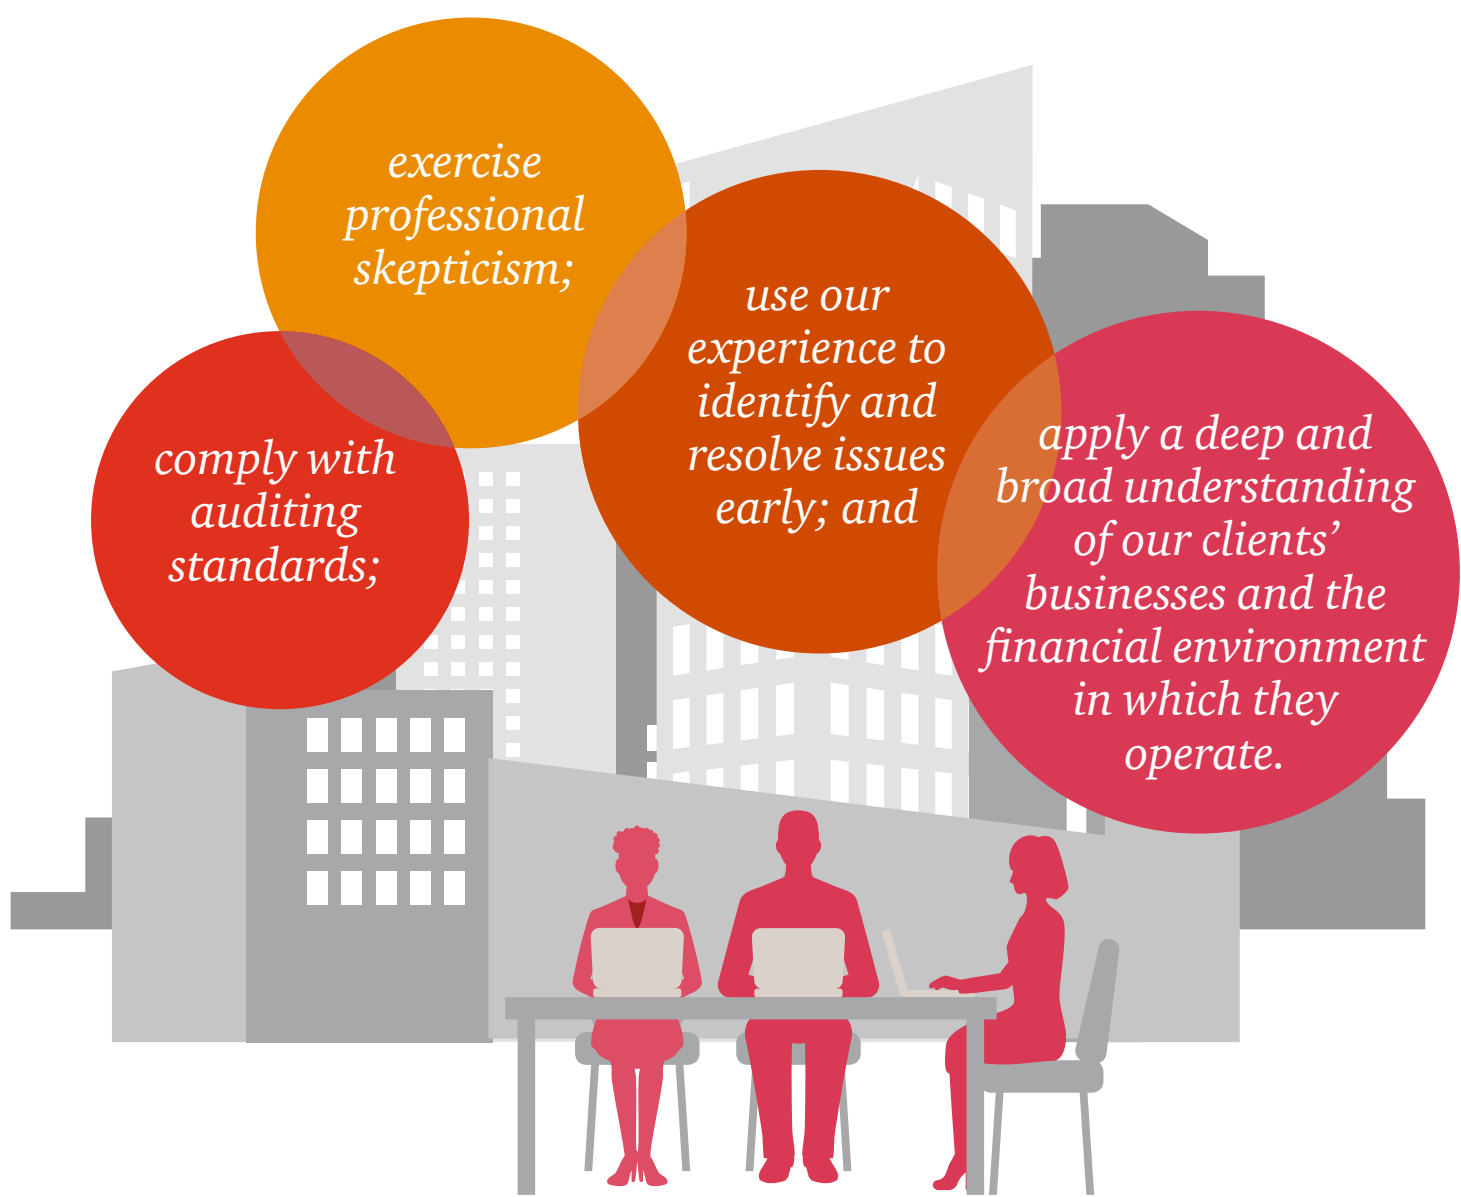 comply with
auditing
standards;
exercise
professional
skepticism;
use our
experience to
identify and
resolve issues
early; and
apply a deep and
broad understanding
of our clients’
businesses and the
financial environment
in which they
operate.